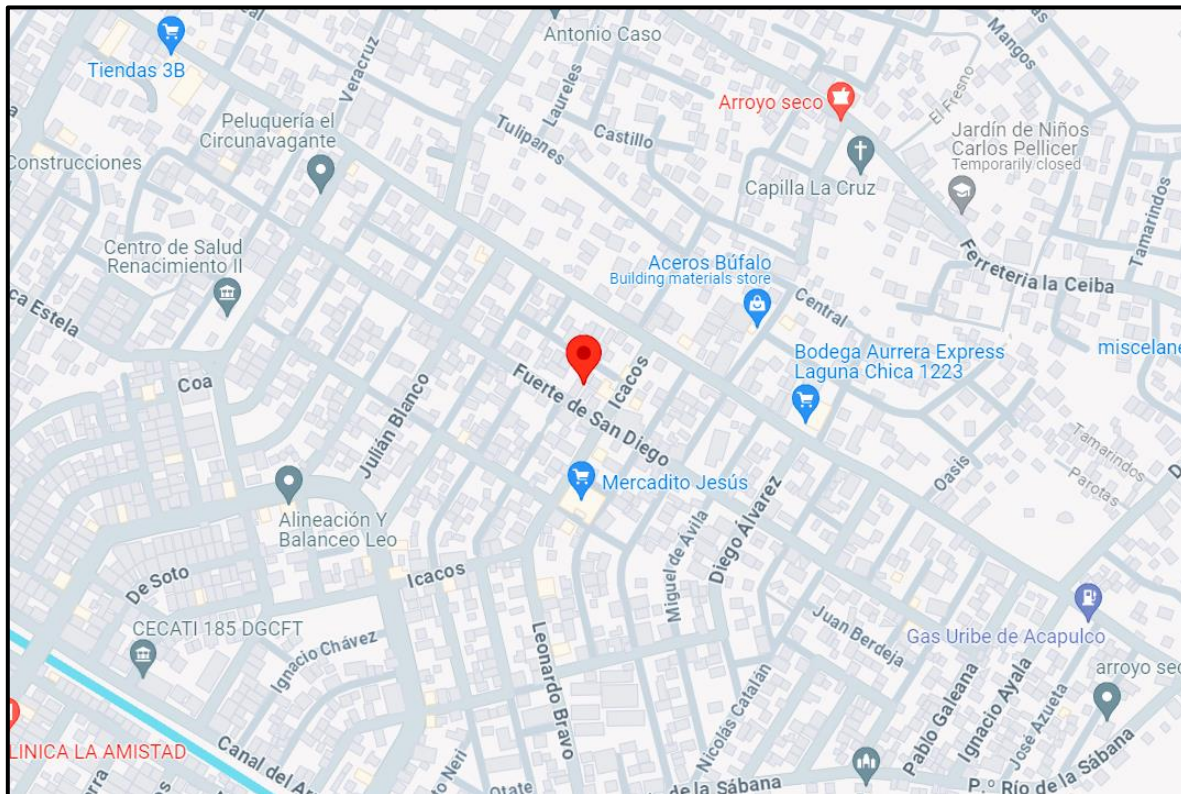 Antonio Caso
Tiendas 3B
Veracruz
Laureles
Mangos
Arroyo seco
El Fresno
Peluquería el
Circunavagante
Tulipanes
Castillo
Jardín de Niños
Carlos Pellicer
Temporarily closed
Construcciones
Capilla La Cruz
Tamarindos
Centro de Salud
Renacimiento II
Aceros Búfalo
Building materials store
Ferretería la Ceiba
ca Estela
Central
Bodega Aurrera Express
Laguna Chica 1223
miscelane
Coa
Julián Blanco
Fuerte de San Diego
Icacos
Tamarindos
Parotas
Oasis
Mercadito Jesús
Alineación Y
Balanceo Leo
Miguel de Avila
Diego Álvarez
De Soto
Icacos
Juan Berdeja
Gas Uribe de Acapulco
CECATI 185 DGCFT
Ignacio Chávez
Leonardo Bravo
Nicolás Catalán
Pablo Galeana
Ignacio Ayala
José Azueta
arroyo sec
LINICA LA AMISTAD
Canal del Ar
to Neri
Otate
de la Sábana
P.º Río de la Sábana